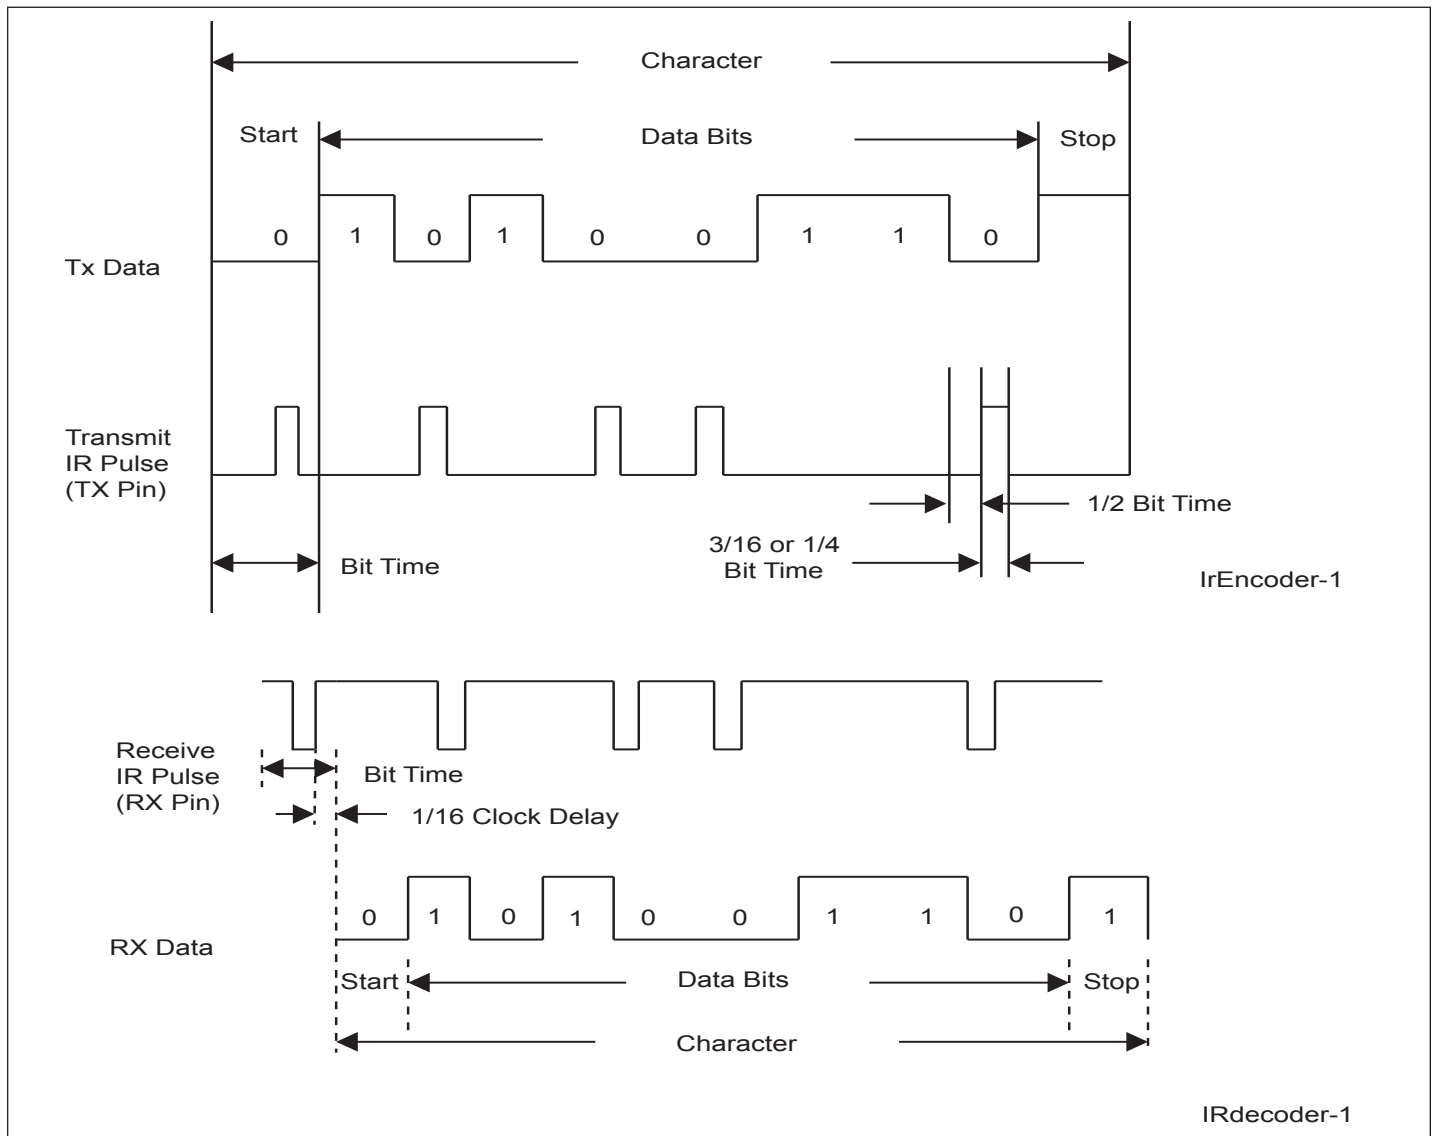 Character
Start
Data Bits
Stop
0 1 0 1 0 0 1 1 0
Tx Data
Transmit
IR Pulse
(TX Pin)
1/2 Bit Time
3/16 or 1/4
Bit Time
Bit Time
IrEncoder-1
Receive
IR Pulse
(RX Pin)
Bit Time
1/16 Clock Delay
0 1 0 1 0 0 1 1 0 1
RX Data
Start
Data Bits
Stop
Character
IRdecoder-1